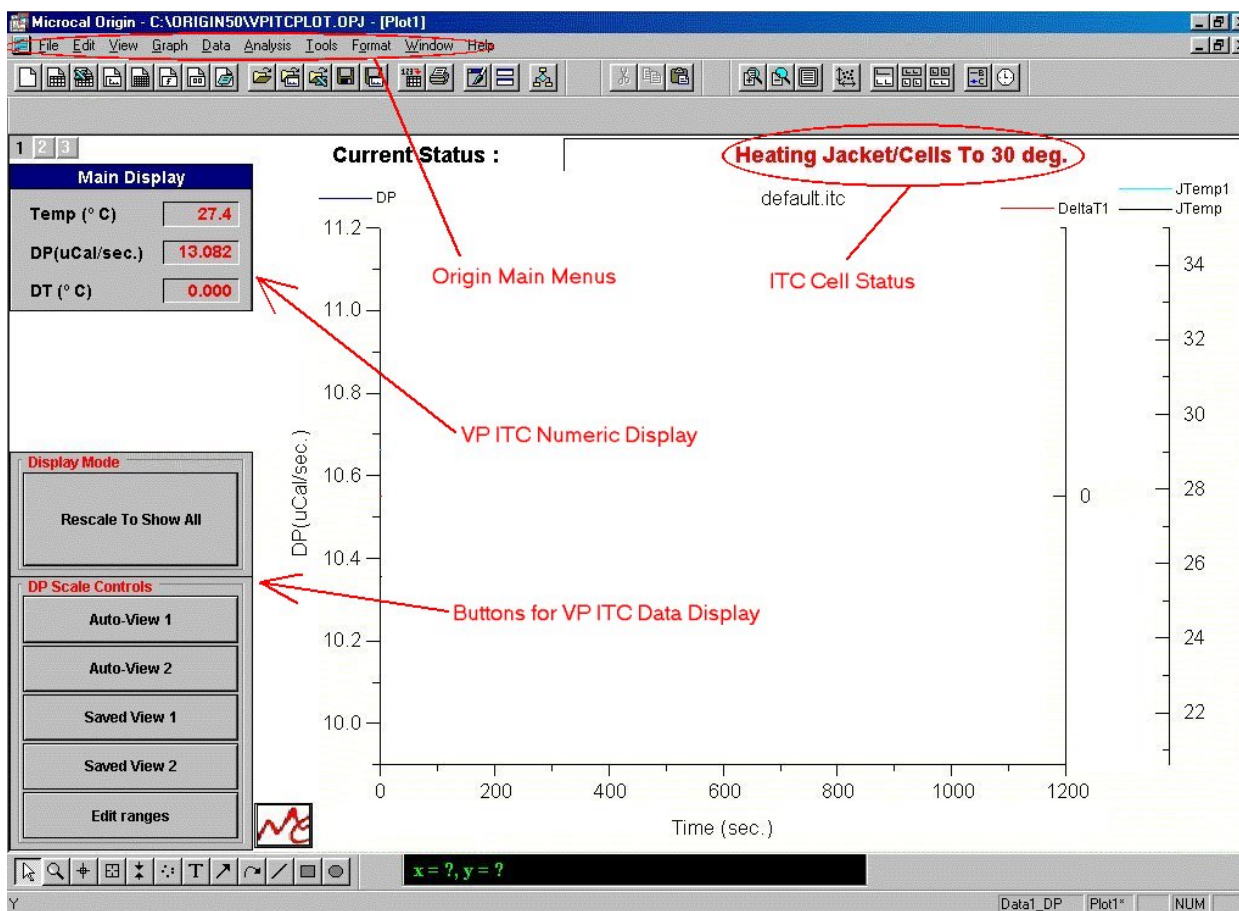 Microcal Origin - C:\ORIGIN50\VPITCPLOT.OPJ - [Plot1]
File Edit View Graph Data Analysis Tools Format Window Help
1 2 3
Current Status :
Heating Jacket/Cells To 30 deg.
Main Display
Temp (° C) 27.4
DP(uCal/sec.) 13.082
DT (° C) 0.000
DP
default.itc
JTemp1
DeltaT1
JTemp
Origin Main Menus
ITC Cell Status
VP ITC Numeric Display
Buttons for VP ITC Data Display
11.2
11.0
10.8
10.6
10.4
10.2
10.0
DP(uCal/sec.)
0
34
32
30
28
26
24
22
0 200 400 600 800 1000 1200
Time (sec.)
Display Mode
Rescale To Show All
DP Scale Controls
Auto-View 1
Auto-View 2
Saved View 1
Saved View 2
Edit ranges
T
x = ?, y = ?
Y
Data1_DP Plot1* NUM